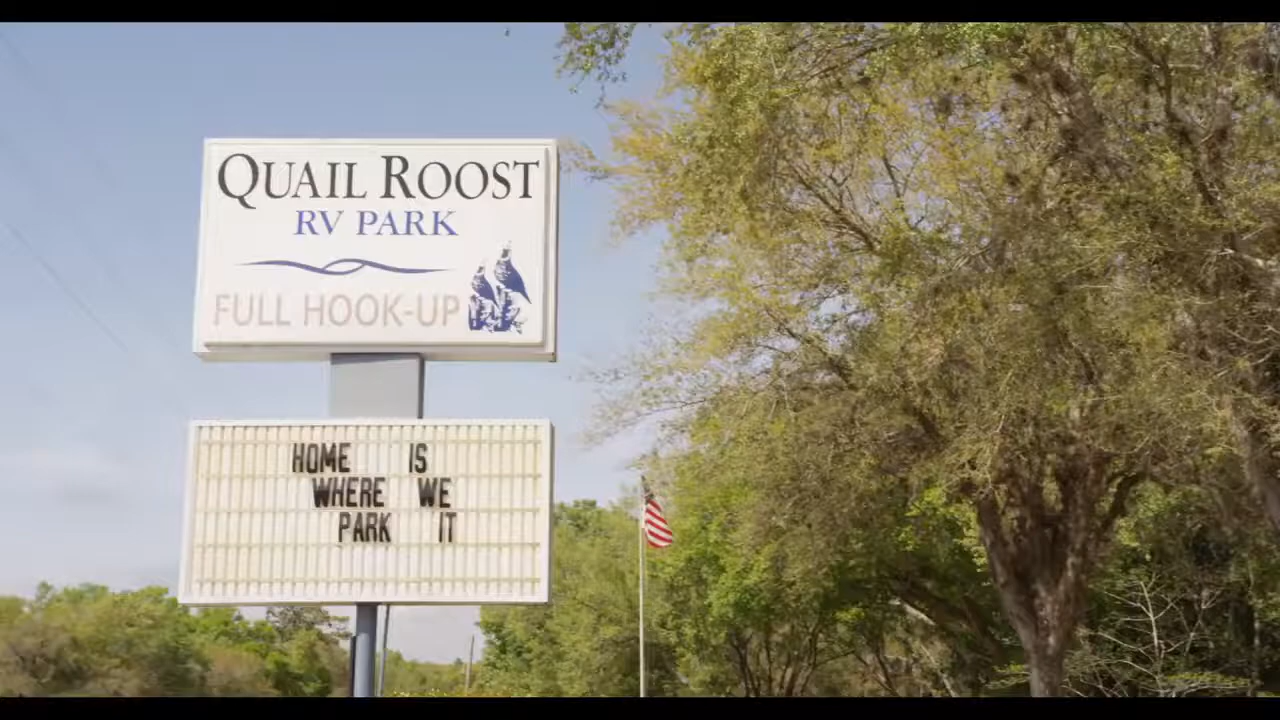 QUAIL ROOST
RV PARK
FULL HOOK-UP
HOME IS
WHERE WE
PARK IT